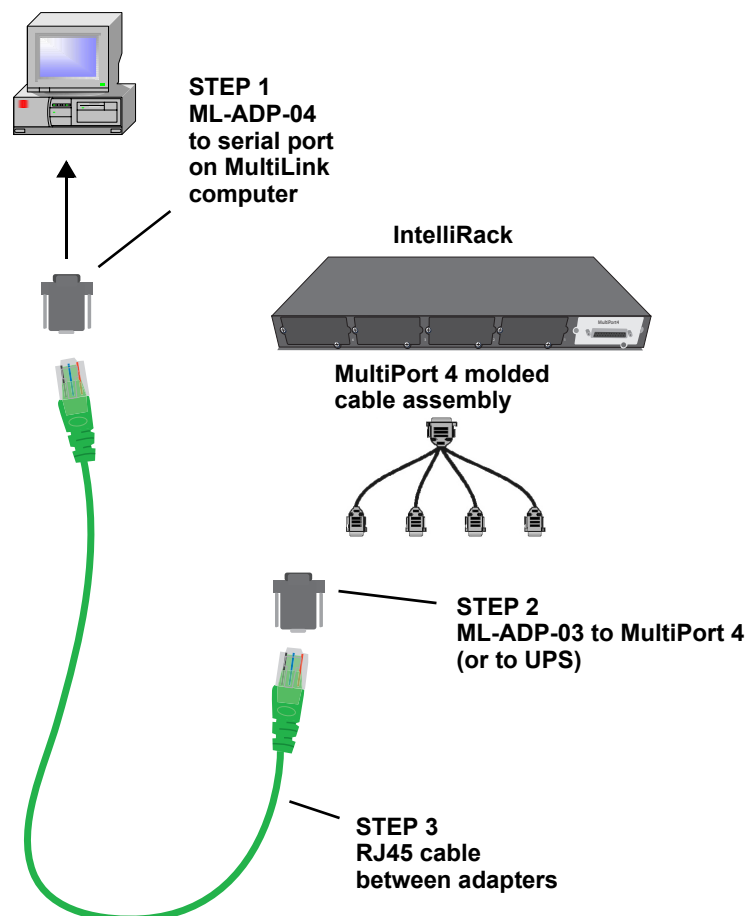 STEP 1
ML-ADP-04
to serial port
on MultiLink
computer
IntelliRack
MultiPort4
MultiPort 4 molded
cable assembly
STEP 2
ML-ADP-03 to MultiPort 4
(or to UPS)
STEP 3
RJ45 cable
between adapters